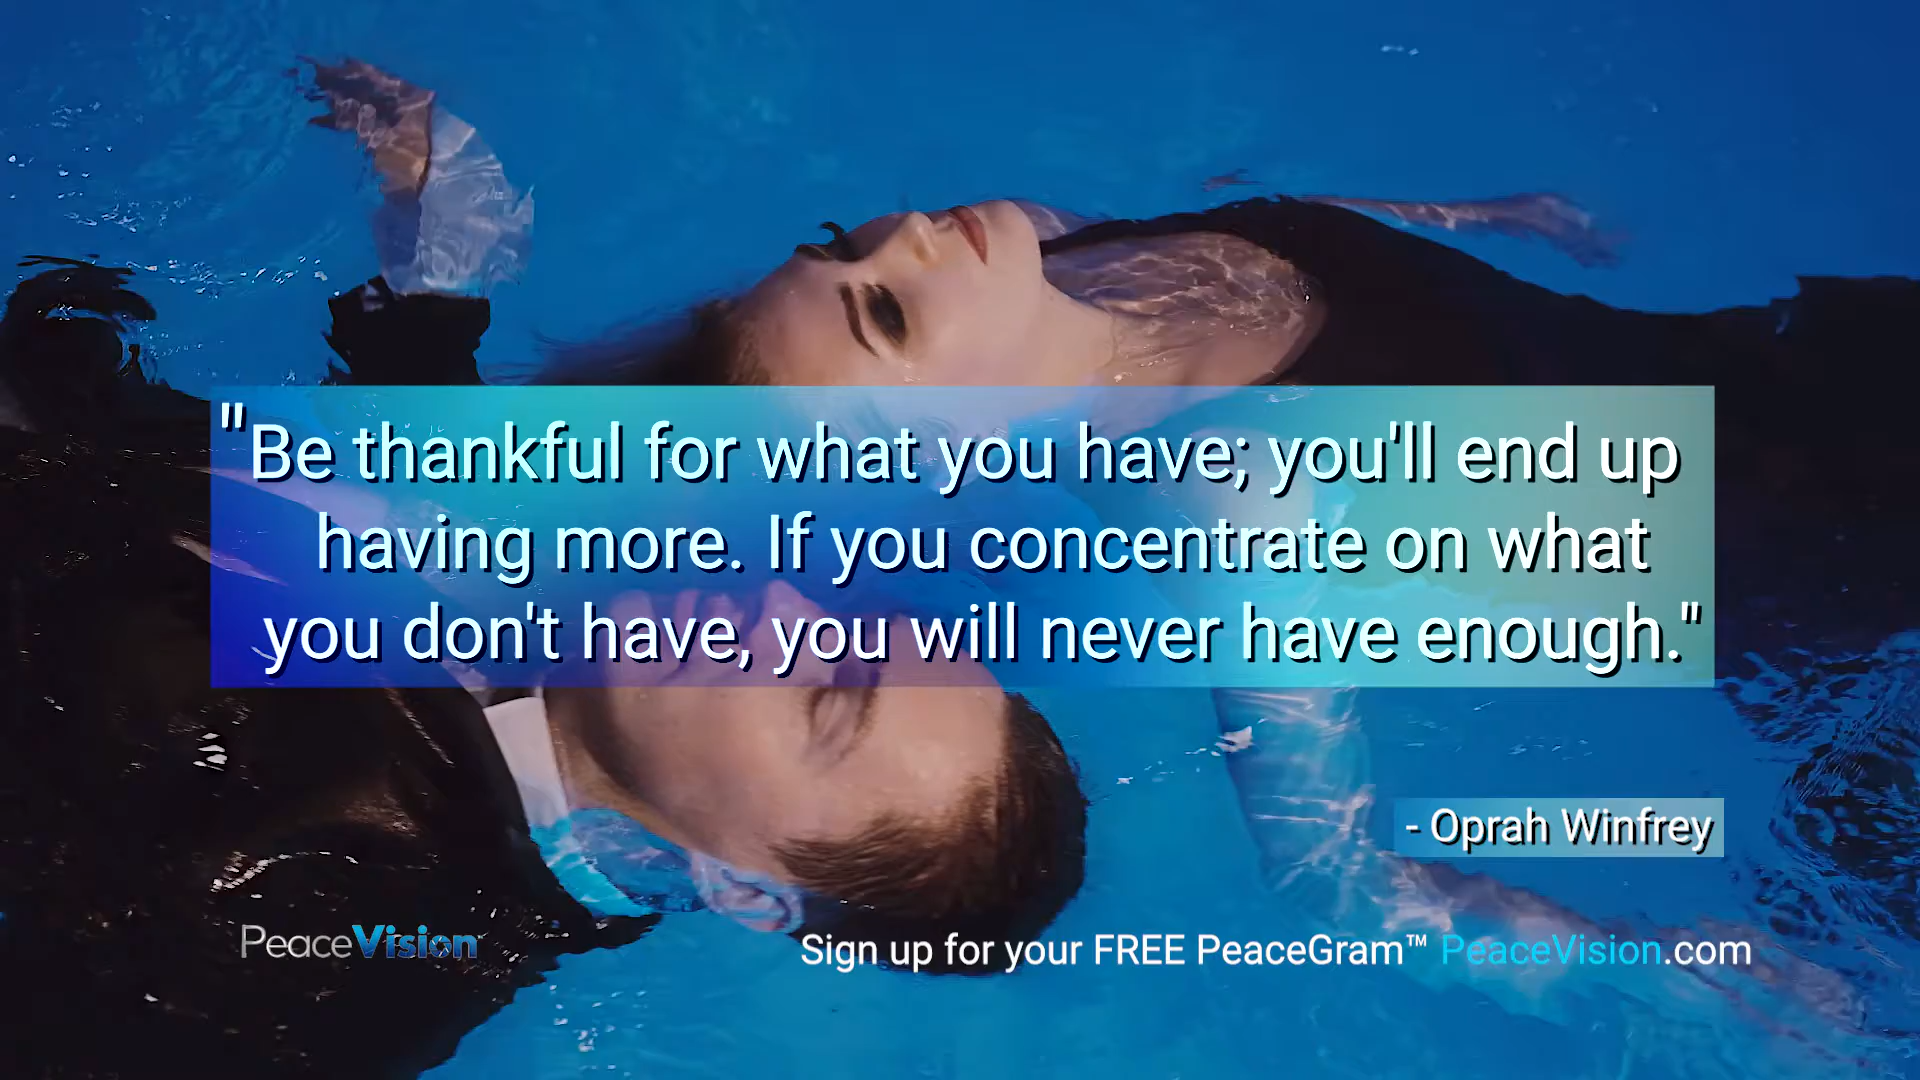 "Be thankful for what you have; you'll end up
having more. If you concentrate on what
you don't have, you will never have enough."
- Oprah Winfrey
PeaceVision
Sign up for your FREE PeaceGram™ PeaceVision.com